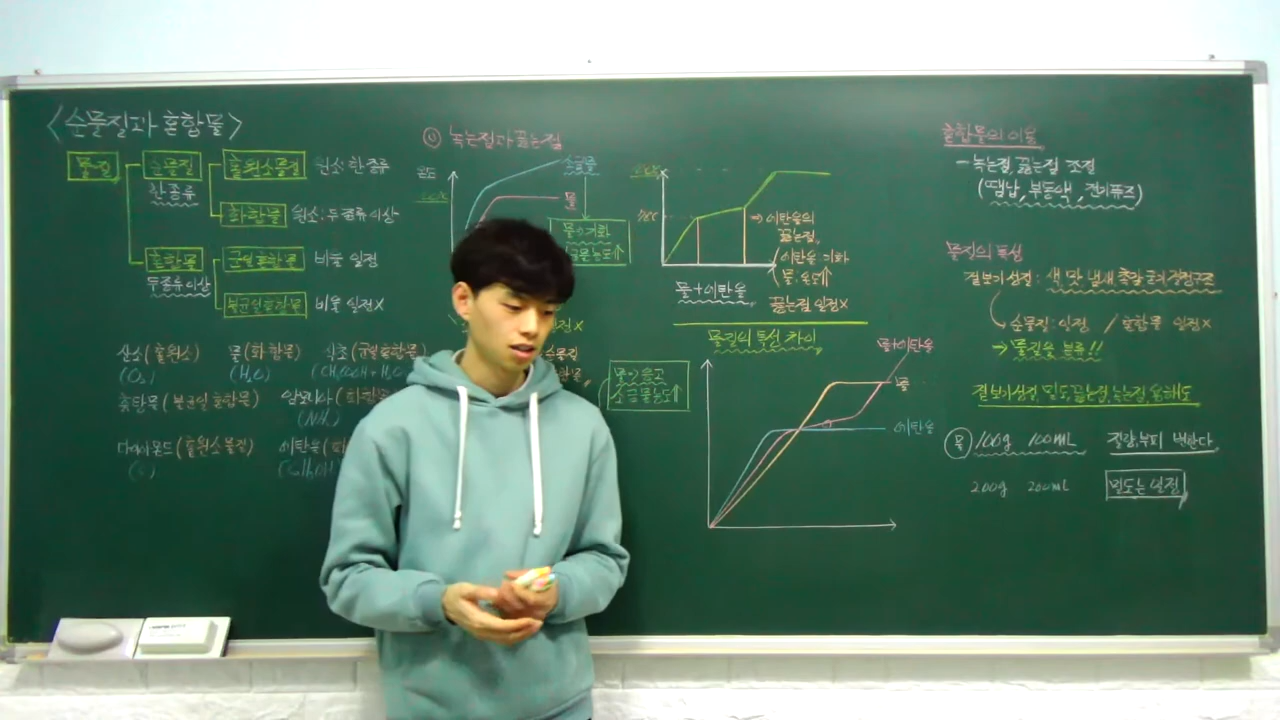 <순물질과 혼합물>
물질
순물질
한종류
홑원소물질 원소 한 종류
화합물 원소: 두 종류 이상
혼합물
두종류 이상
균일혼합물 비율 일정
불균일혼합물 비율 일정X
산소 (홑원소)
(O₂)
물 (화합물)
(H₂O)
식초 (균일혼합물)
흙탕물 (불균일혼합물)
암모니아
(NH₃)
다이아몬드 (홑원소물질)
(C)
에탄올
① 녹는점과 끓는점
온도
소금물
물
물→기화
소금물농도↑
물→응고
소금물농도↑
물+에탄올
→ 에탄올의
끓는점
에탄올 기화
물, 농도↑
끓는점 일정X
물질의 특성 차이
물+에탄올
물
에탄올
혼합물의 이용
- 녹는점, 끓는점 조절
(땜납, 부동액, 전기퓨즈)
물질의 특성
겉보기성질: 색 맛 냄새 촉감 굳기 결정구조
순물질: 일정 / 혼합물 일정X
→ 물질을 분류!!
겉보기성질, 밀도, 끓는점, 녹는점, 용해도
물 100g 100mL 질량, 부피 변한다.
200g 200mL 밀도는 일정